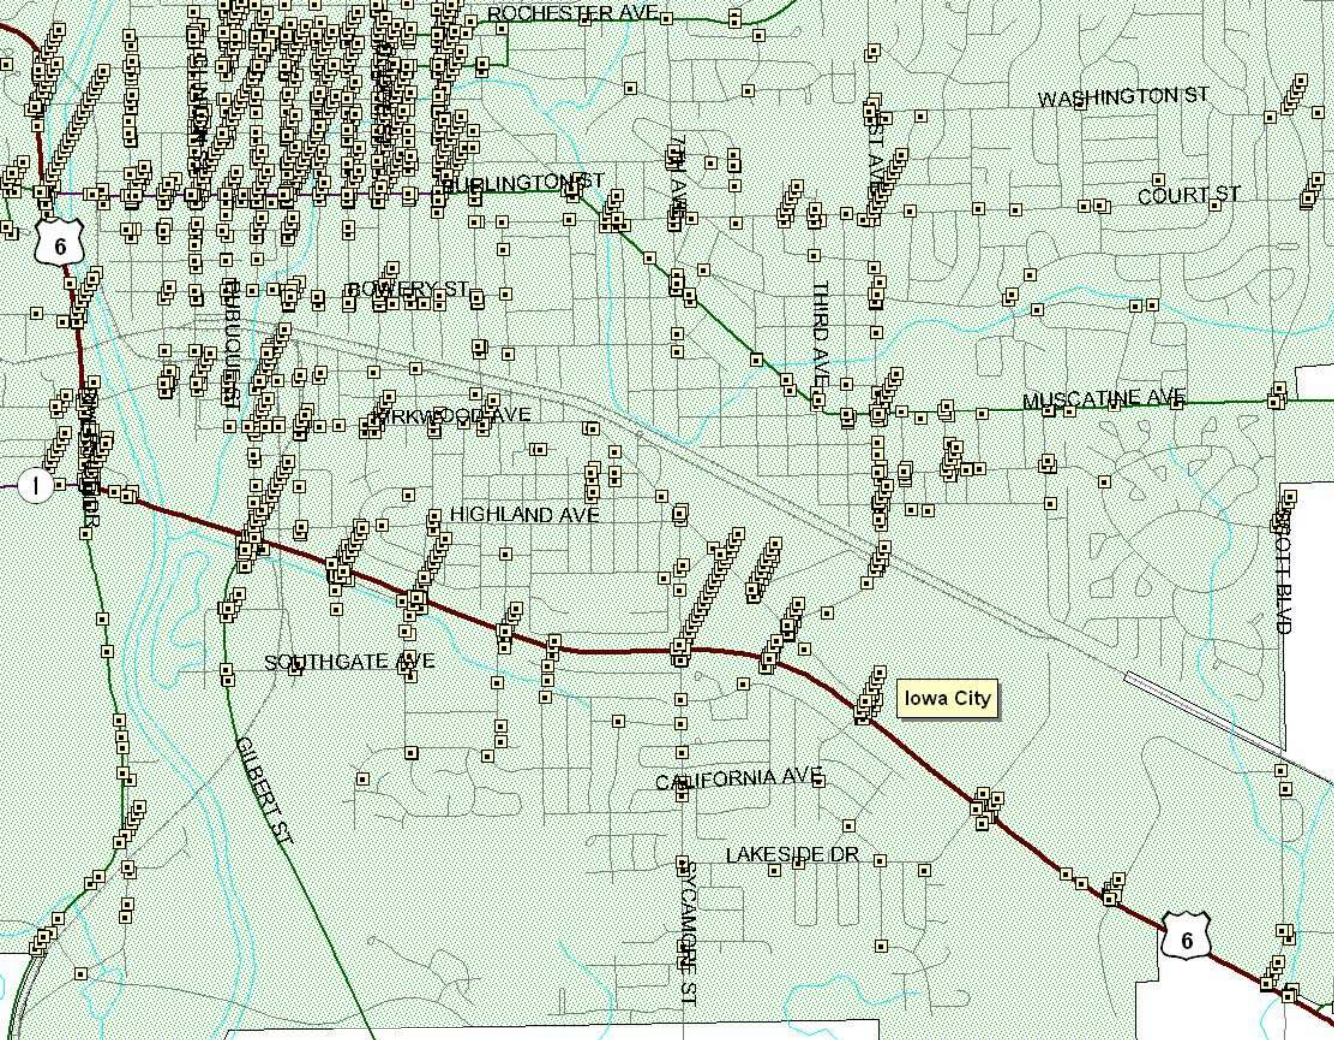 ROCHESTER AVE
WASHINGTON ST
7TH AVE
ST AVE
BURLINGTON ST
COURT ST
6
BOWERY ST
DUBUQUE ST
THIRD AVE
MUSCATINE AVE
KIRKWOOD AVE
1
HIGHLAND AVE
SCOTT BLVD
SOUTHGATE AVE
Iowa City
GILBERT ST
CALIFORNIA AVE
LAKESIDE DR
SYCAMORE ST
6